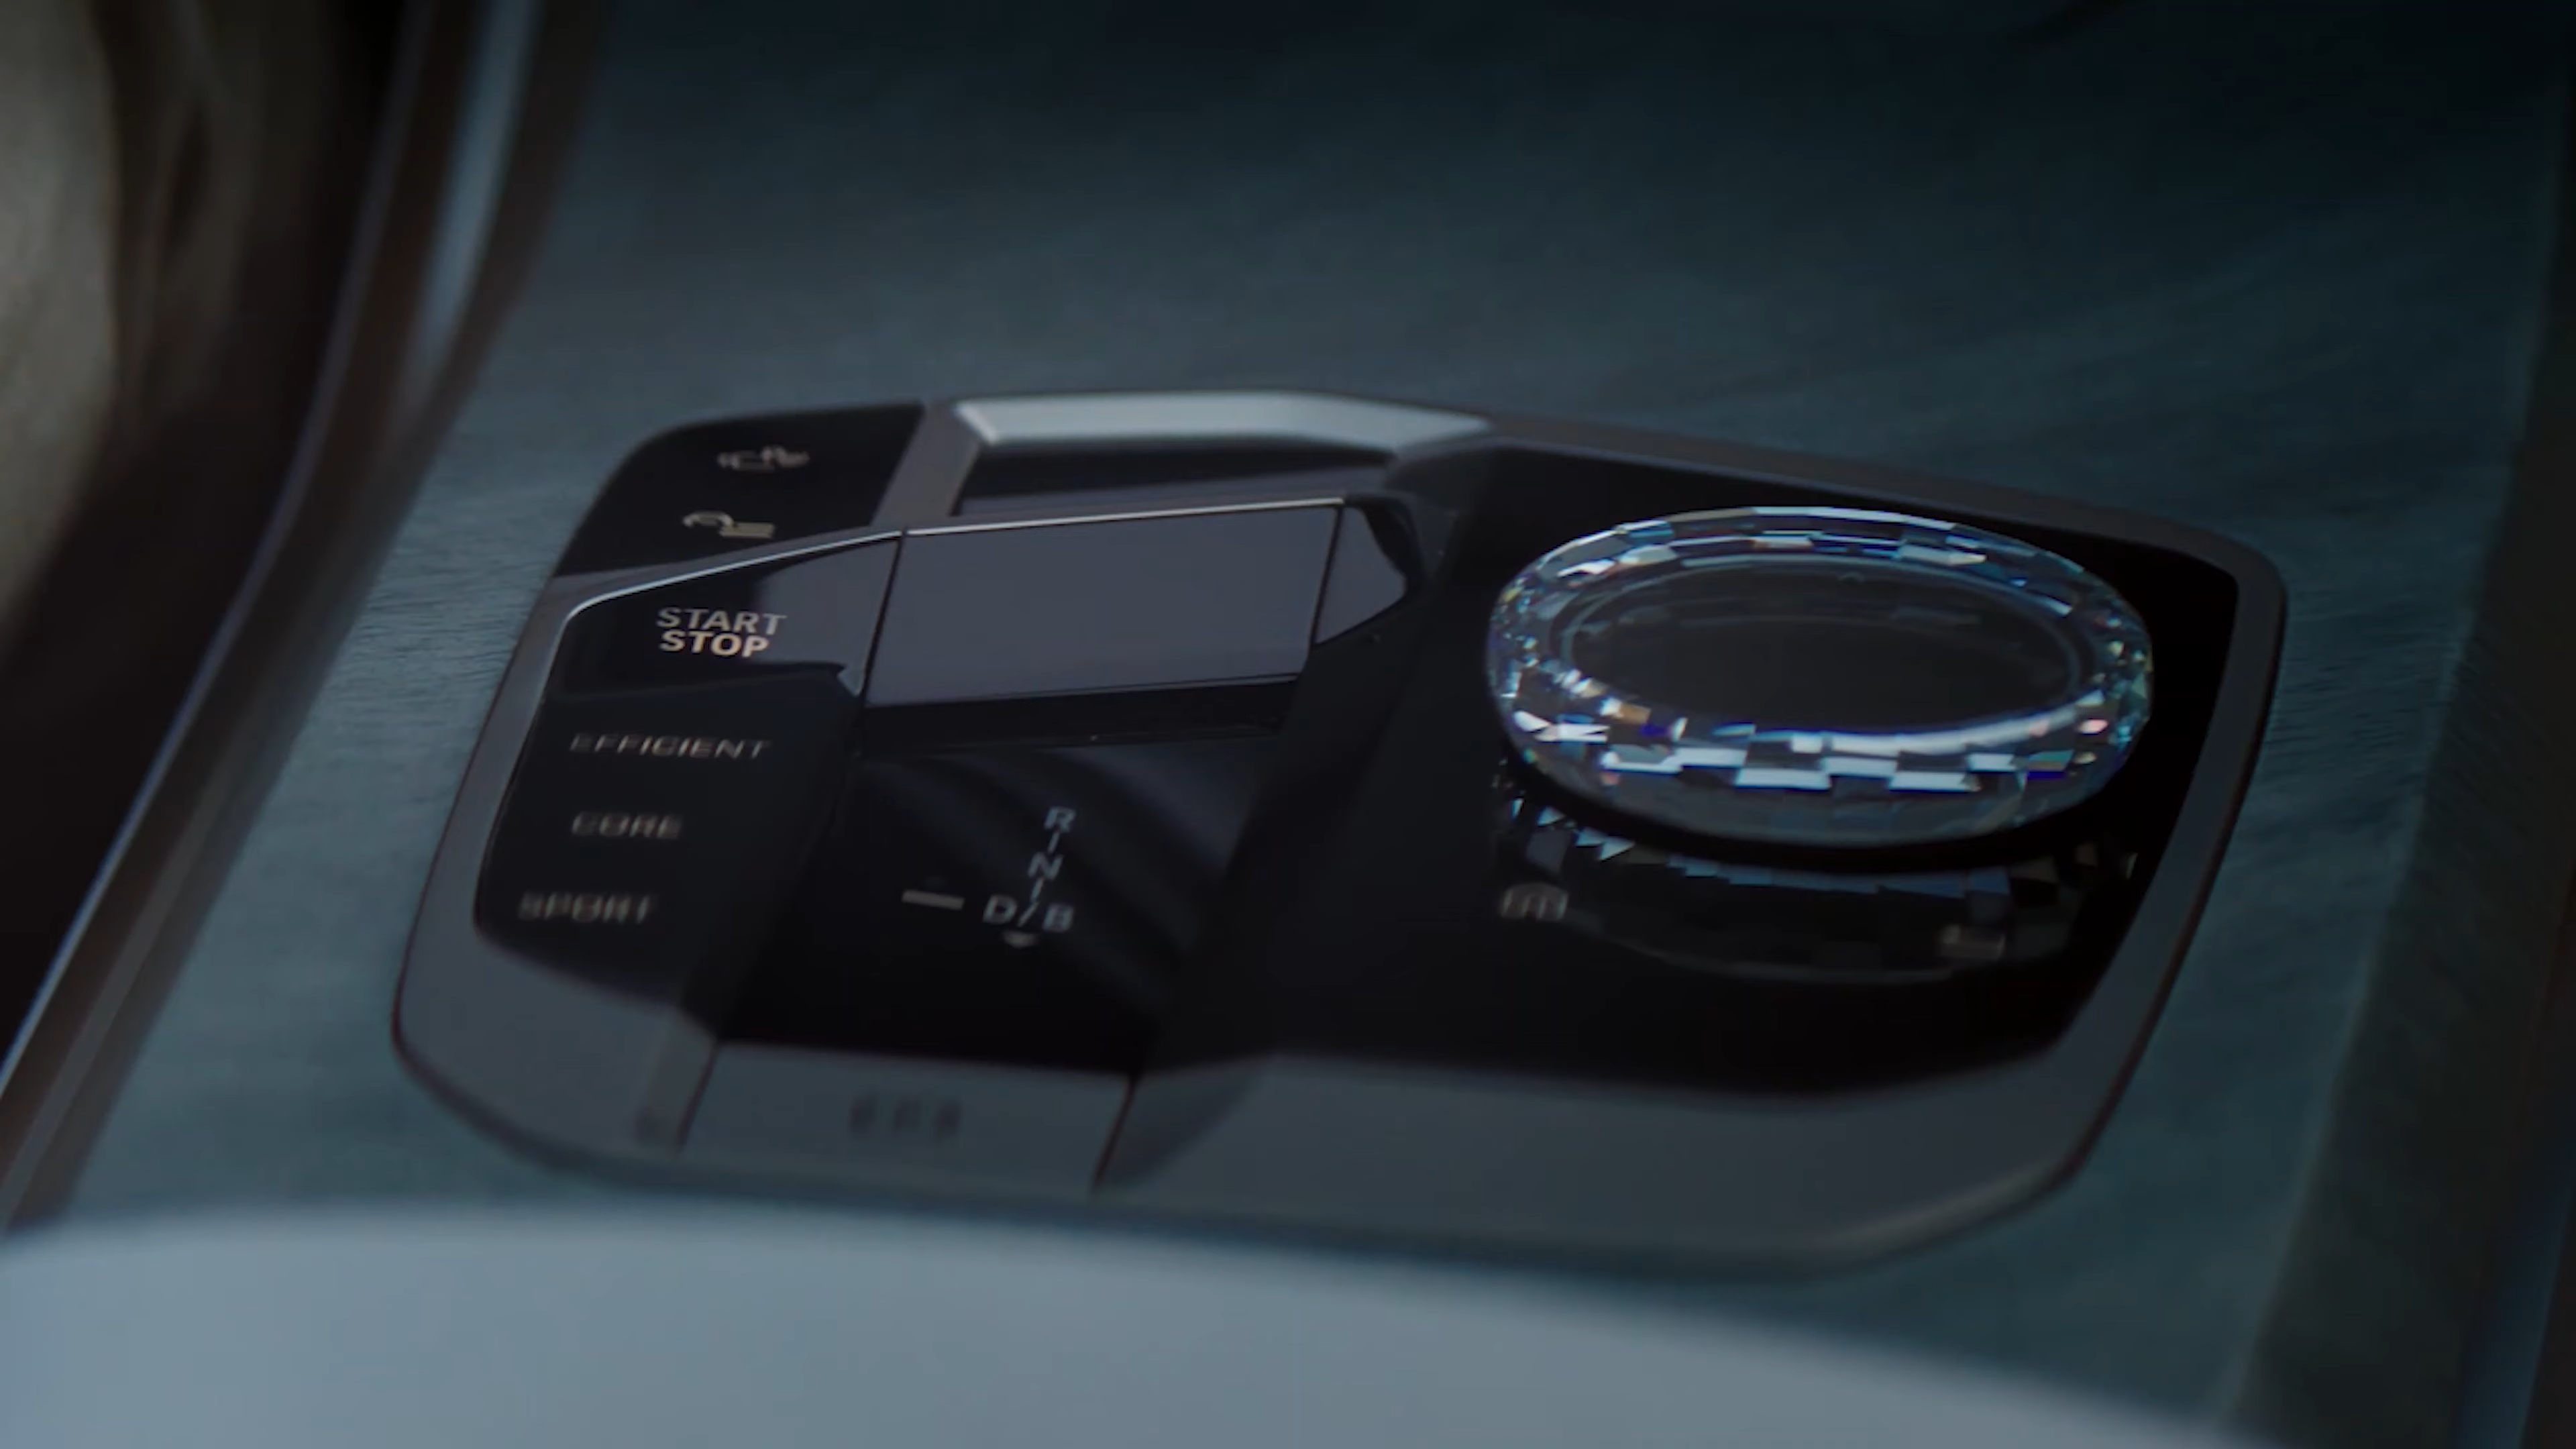 START
STOP
EFFICIENT
CORE
SPORT
R
N
D/B